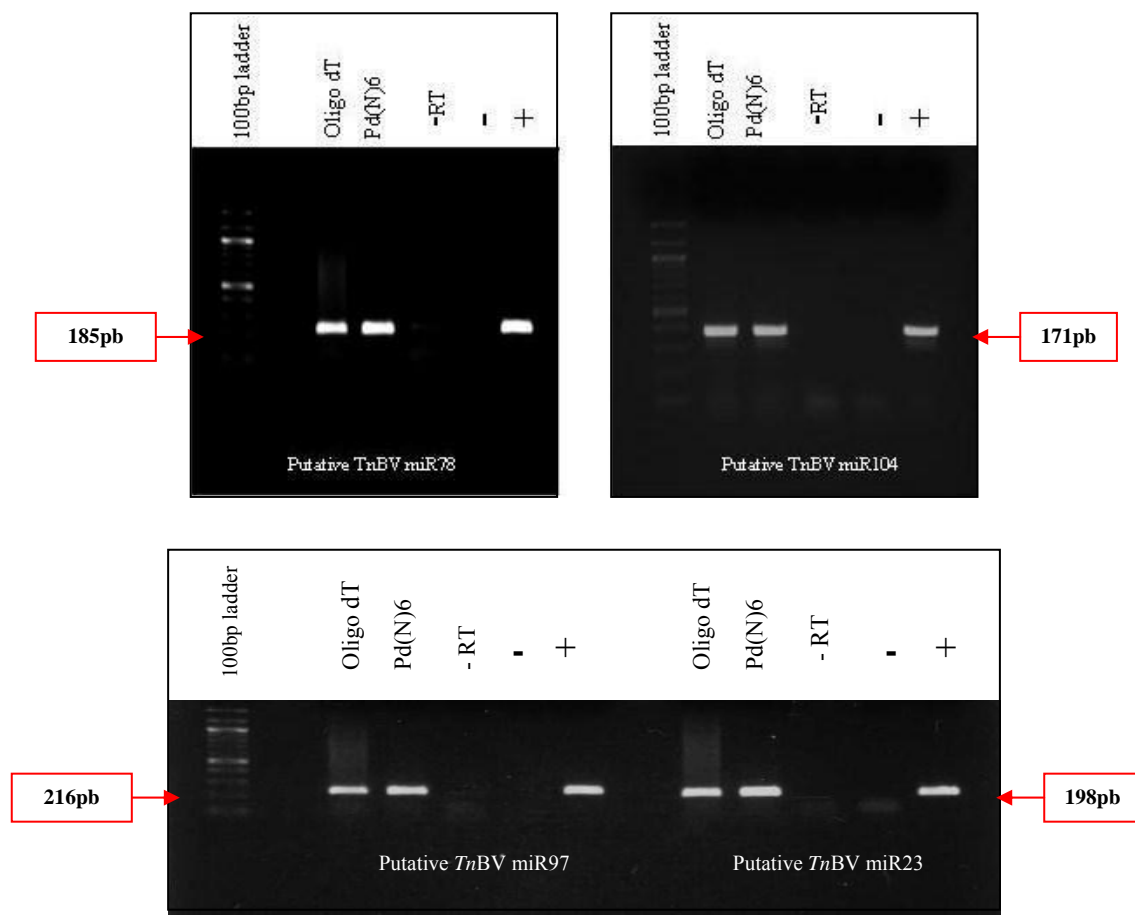 100bp ladder
Oligo dT
Pd(N)6
-RT
-
+
185pb
Putative TnBV miR78
100bp ladder
Oligo dT
Pd(N)6
-RT
-
+
171pb
Putative TnBV miR104
100bp ladder
Oligo dT
Pd(N)6
- RT
-
+
Oligo dT
Pd(N)6
- RT
-
+
216pb
198pb
Putative TnBV miR97
Putative TnBV miR23